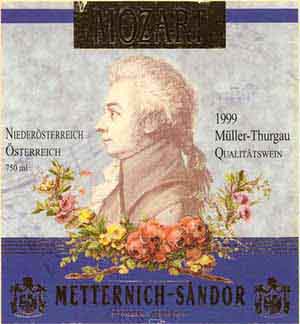 MOZART
NIEDERÖSTERREICH
ÖSTERREICH
750 ml
1999
Müller-Thurgau
QUALITÄTSWEIN
METTERNICH-SÁNDOR